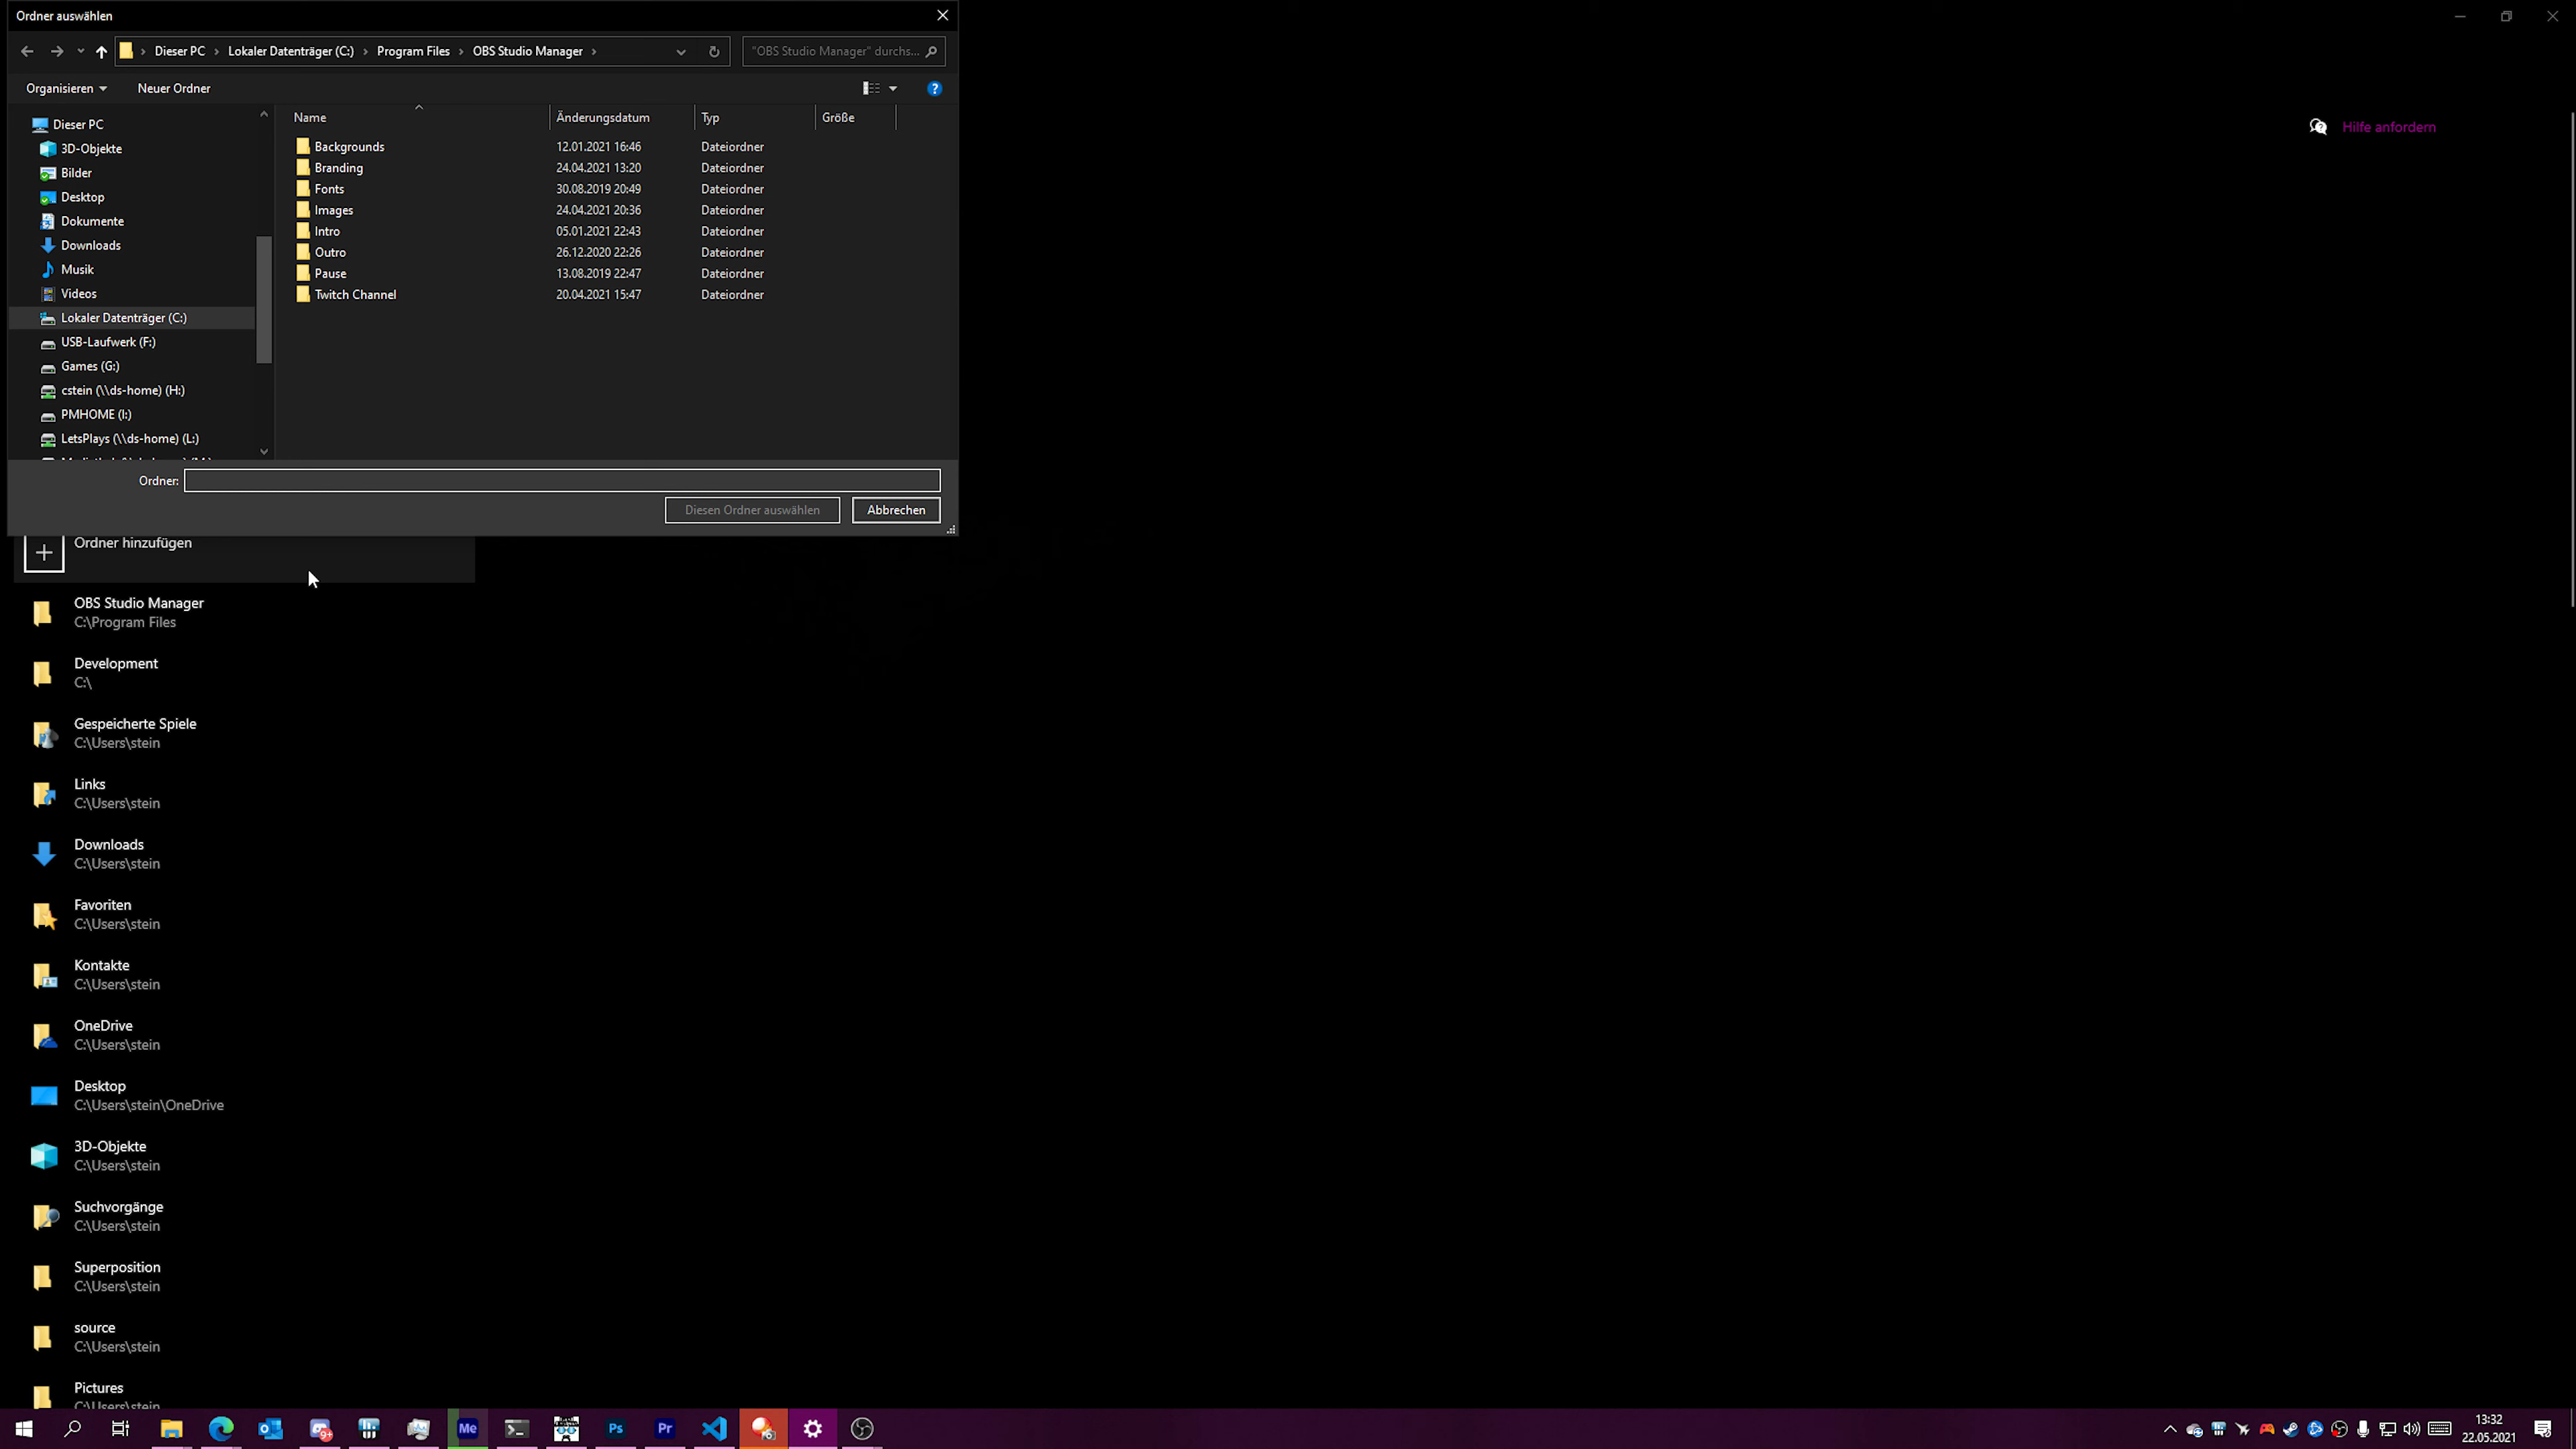 Ordner auswählen
Dieser PC > Lokaler Datenträger (C:) > Program Files > OBS Studio Manager >
"OBS Studio Manager" durchs...
Organisieren
Neuer Ordner
Dieser PC
3D-Objekte
Bilder
Desktop
Dokumente
Downloads
Musik
Videos
Lokaler Datenträger (C:)
USB-Laufwerk (F:)
Games (G:)
cstein (\\ds-home) (H:)
PMHOME (I:)
LetsPlays (\\ds-home) (L:)
Name Änderungsdatum Typ Größe
Backgrounds 12.01.2021 16:46 Dateiordner
Branding 24.04.2021 13:20 Dateiordner
Fonts 30.08.2019 20:49 Dateiordner
Images 24.04.2021 20:36 Dateiordner
Intro 05.01.2021 22:43 Dateiordner
Outro 26.12.2020 22:26 Dateiordner
Pause 13.08.2019 22:47 Dateiordner
Twitch Channel 20.04.2021 15:47 Dateiordner
Ordner:
Diesen Ordner auswählen
Abbrechen
Hilfe anfordern
Ordner hinzufügen
OBS Studio Manager
C:\Program Files
Development
C:\
Gespeicherte Spiele
C:\Users\stein
Links
C:\Users\stein
Downloads
C:\Users\stein
Favoriten
C:\Users\stein
Kontakte
C:\Users\stein
OneDrive
C:\Users\stein
Desktop
C:\Users\stein\OneDrive
3D-Objekte
C:\Users\stein
Suchvorgänge
C:\Users\stein
Superposition
C:\Users\stein
source
C:\Users\stein
Pictures
C:\Users\stein
9+
Me
Ps
Pr
13:32
22.05.2021